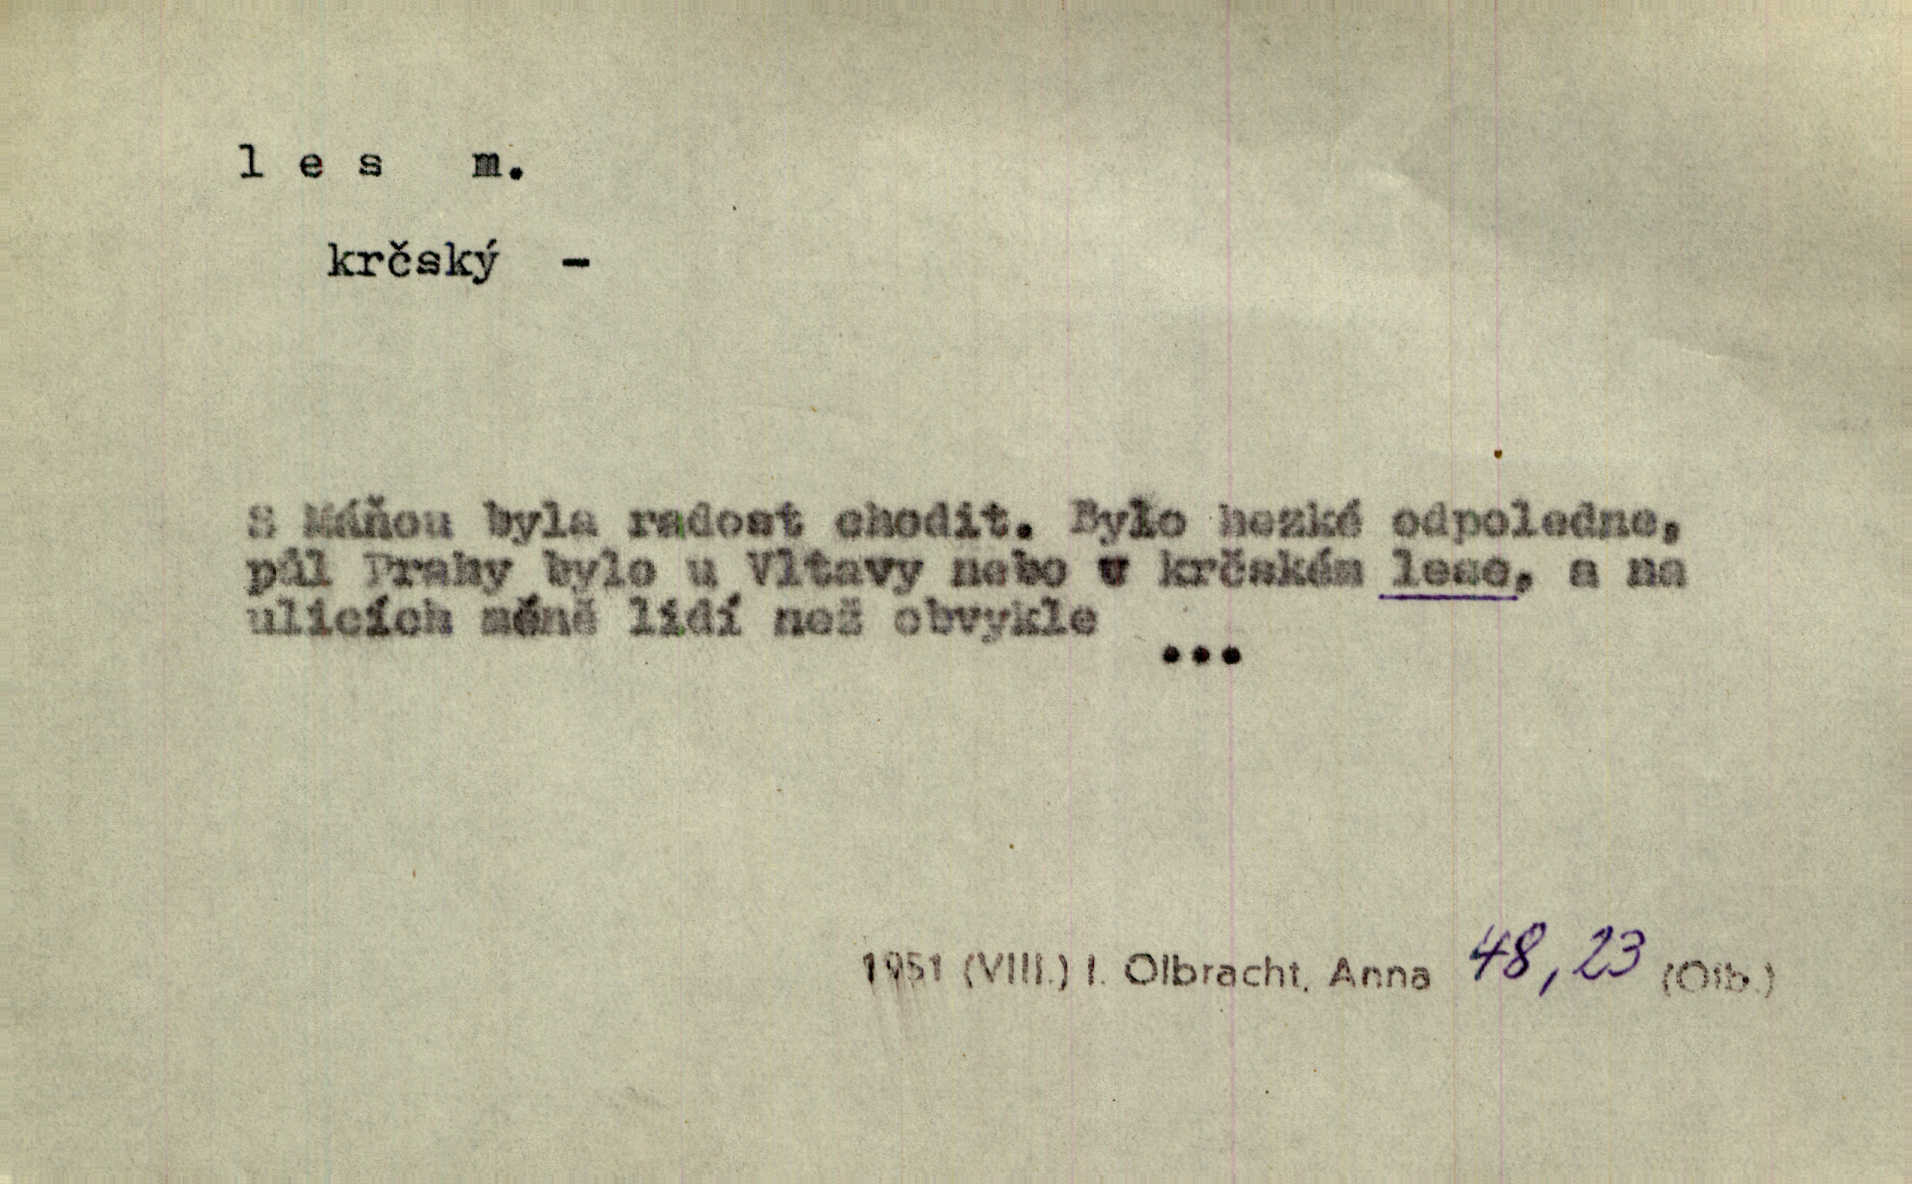 l e s m.
krčský -
S Máňou byla radost chodit. Bylo hezké odpoledne,
půl Prahy bylo u Vltavy nebo v krčském lese, a na
ulicích méně lidí než obvykle ...
1951 (VIII.) I. Olbracht, Anna 48,23 (Olb.)